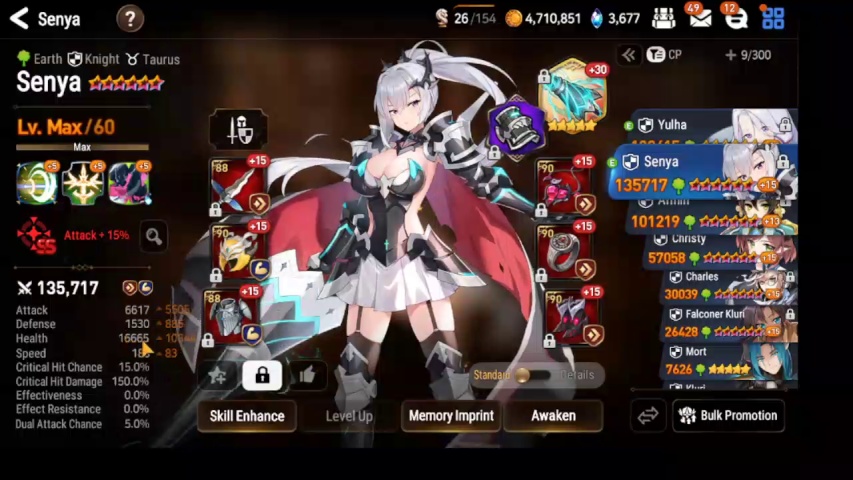 Senya
?
26/154
4,710,851
3,677
49
12
Earth Knight Taurus
Senya
CP
9/300
Lv. Max/60
Max
+5
+5
+5
SS
Attack + 15%
135,717
Attack 6617
Defense 1530
Health 16665
Speed
83
Critical Hit Chance 15.0%
Critical Hit Damage 150.0%
Effectiveness 0.0%
Effect Resistance 0.0%
Dual Attack Chance 5.0%
88 +15
90 +15
88 +15
+30
90 +15
90 +15
90 +15
Standard
Details
Skill Enhance
Level Up
Memory Imprint
Awaken
Yulha
Senya
135717 +15
101219 +13
Christy
57058 +15
Charles
30039 +15
Falconer Kluri
26428 +15
Mort
7626
Bulk Promotion